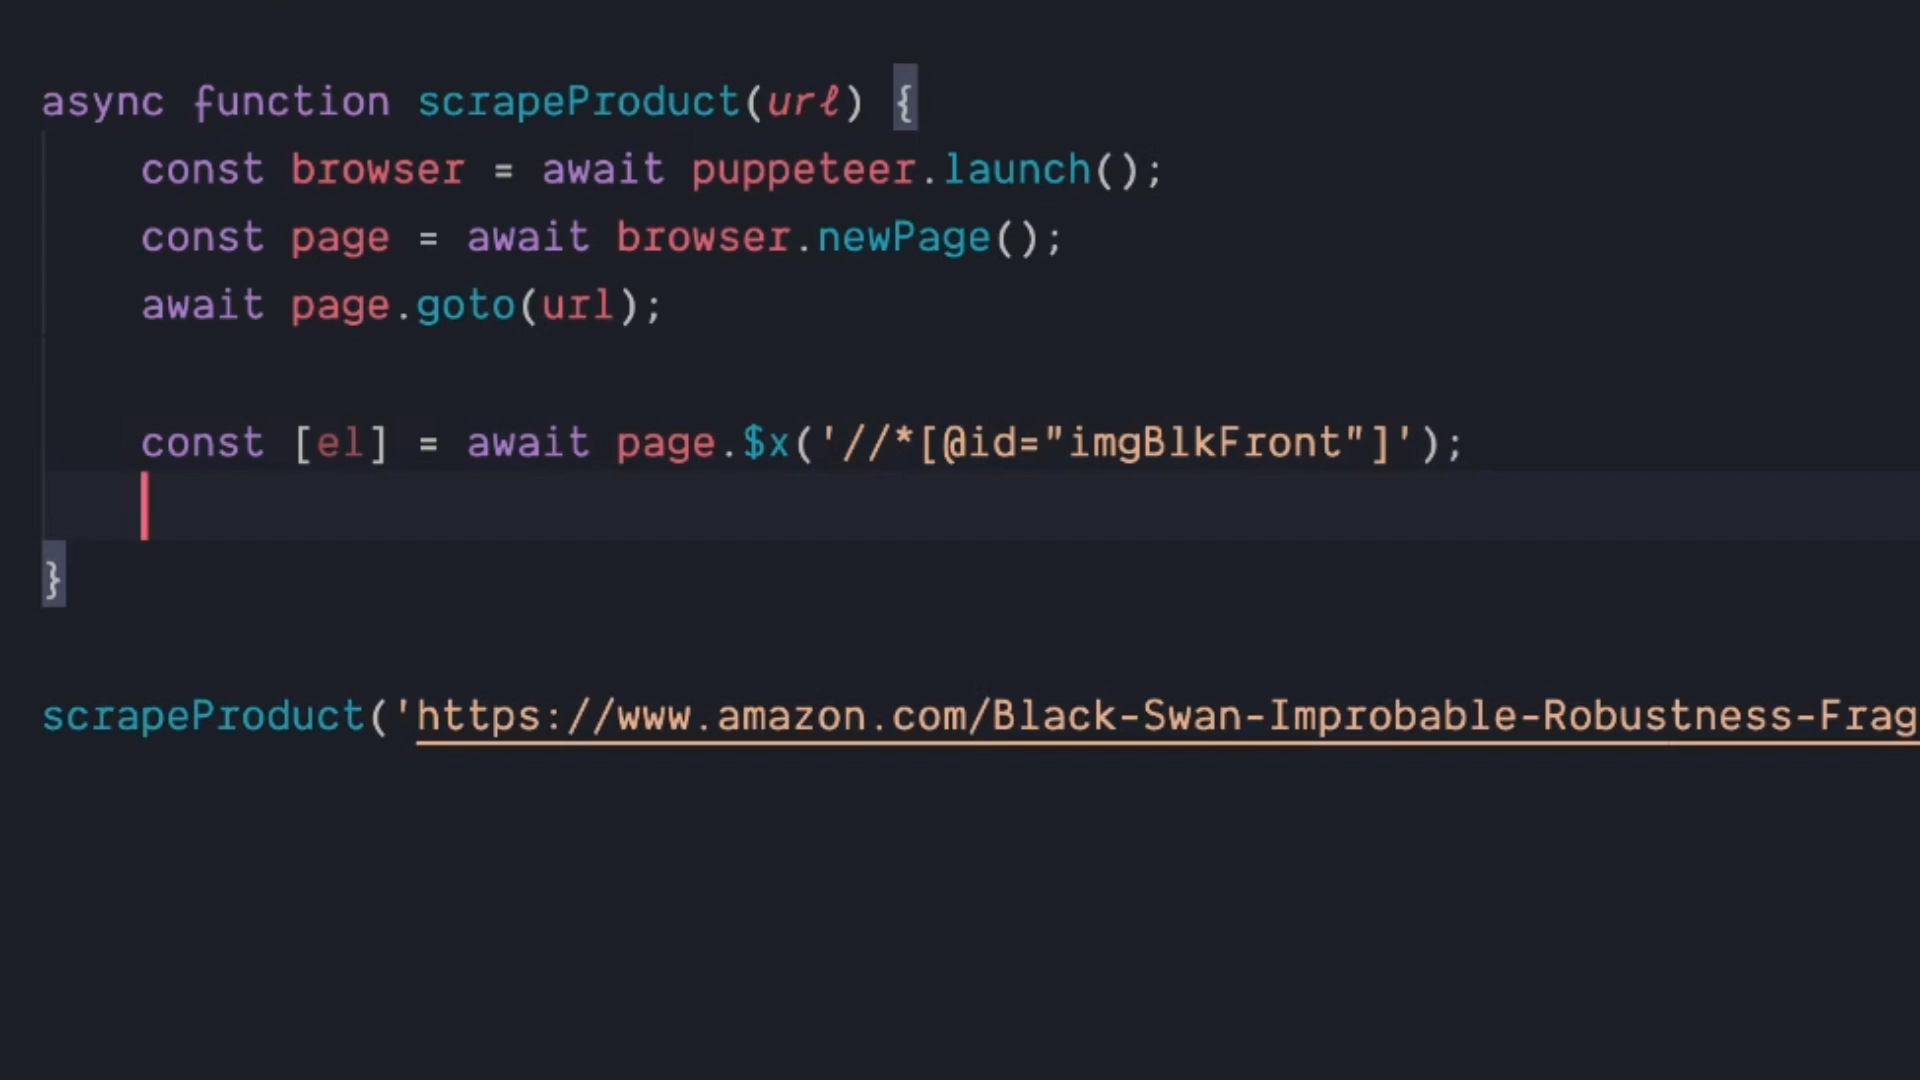 async function scrapeProduct(url) {
    const browser = await puppeteer.launch();
    const page = await browser.newPage();
    await page.goto(url);

    const [el] = await page.$x('//*[@id="imgBlkFront"]');

}

scrapeProduct('https://www.amazon.com/Black-Swan-Improbable-Robustness-Frag